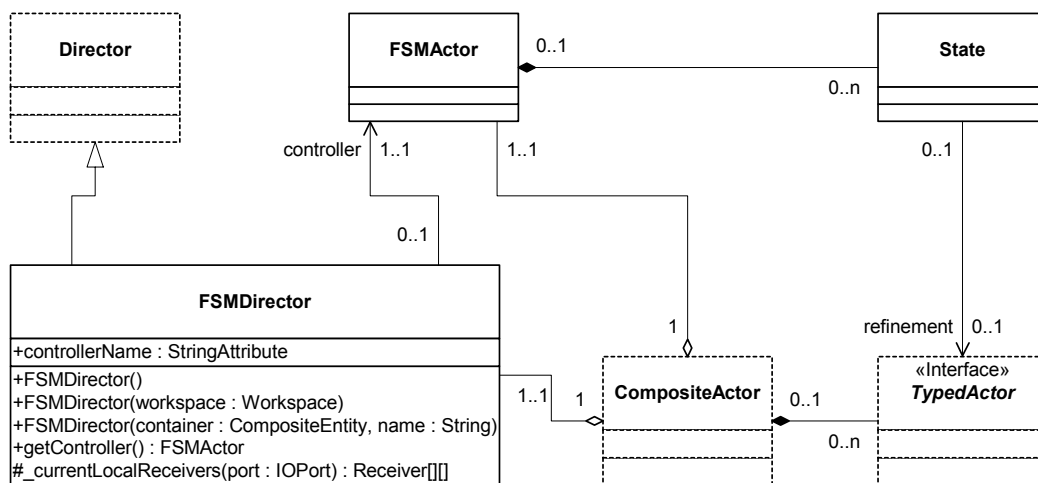 Director
FSMActor
0..1
0..n
State
controller
1..1
1..1
0..1
0..1
FSMDirector
+controllerName : StringAttribute
+FSMDirector()
+FSMDirector(workspace : Workspace)
+FSMDirector(container : CompositeEntity, name : String)
+getController() : FSMActor
#_currentLocalReceivers(port : IOPort) : Receiver[][]
1..1
1
1
CompositeActor
0..1
0..n
refinement
0..1
«Interface»
TypedActor